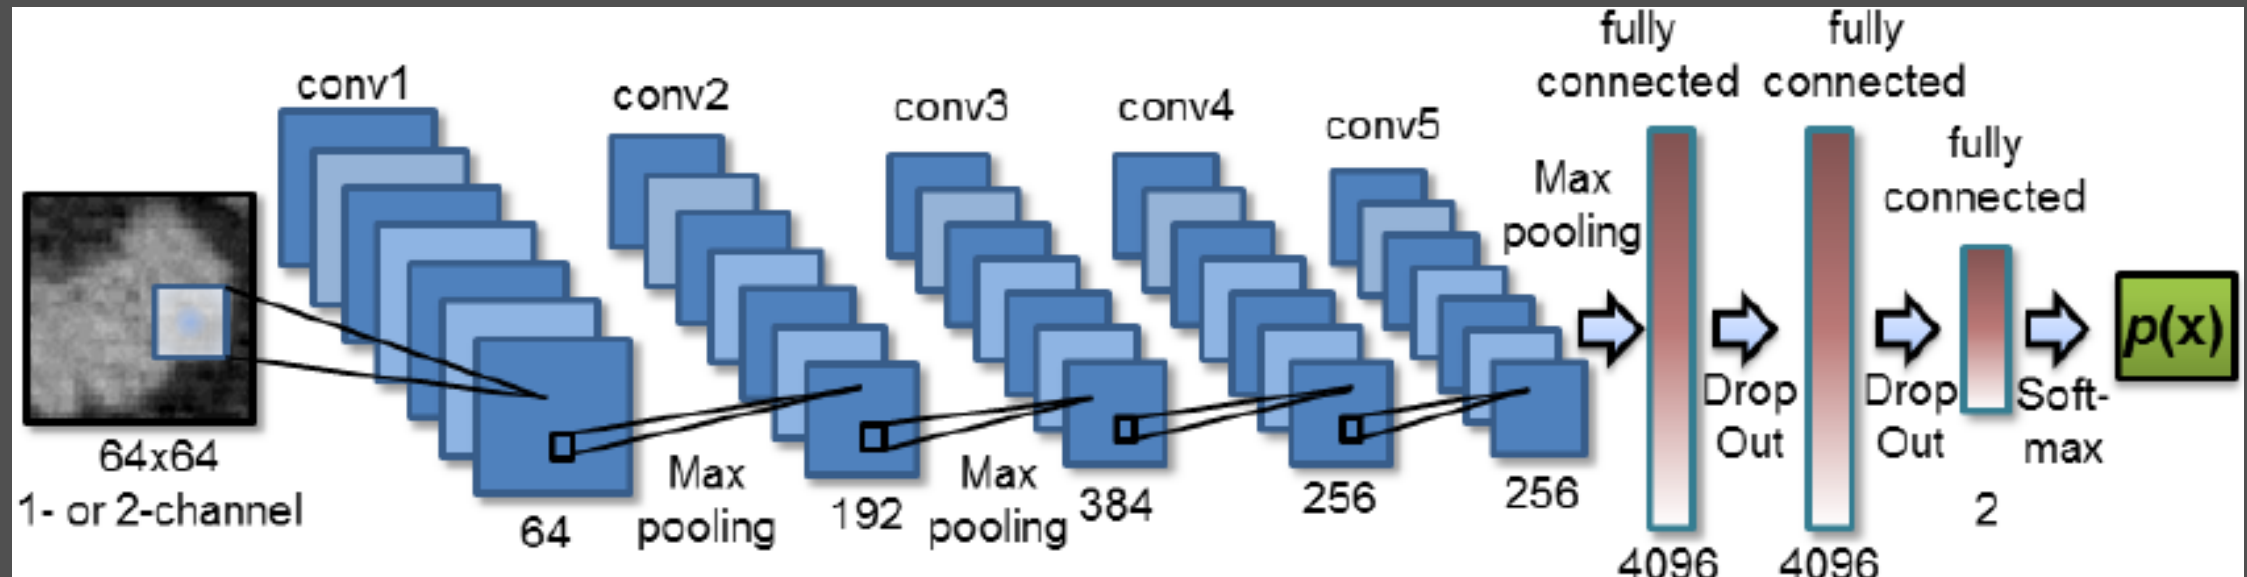 64x64
1- or 2-channel
conv1
64
Max
pooling
conv2
192
Max
pooling
conv3
384
conv4
256
conv5
256
Max
pooling
fully
connected
4096
Drop
Out
fully
connected
4096
Drop
Out
fully
connected
2
Soft-
max
p(x)